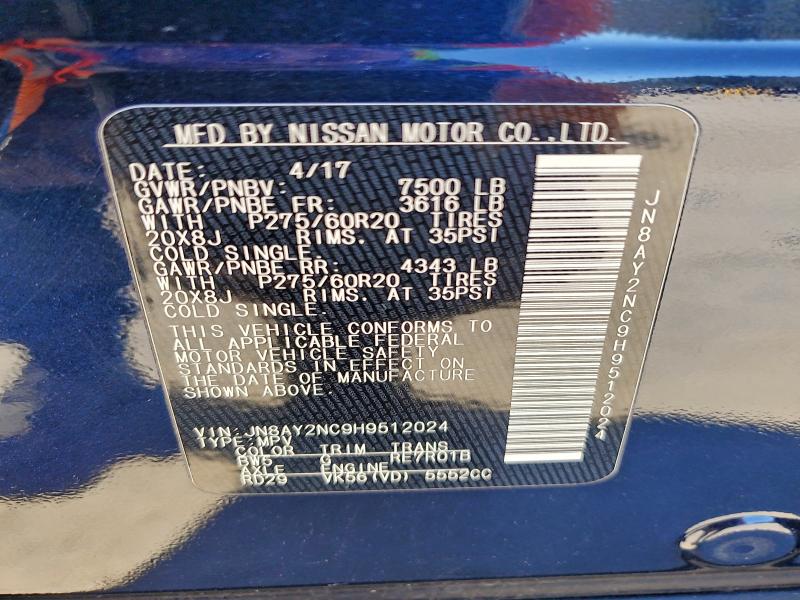 MFD BY NISSAN MOTOR CO.,LTD.
DATE: 4/17
GVWR/PNBV: 7500 LB
GAWR/PNBE FR: 3616 LB
WITH P275/60R20 TIRES
20X8J RIMS. AT 35PSI
COLD SINGLE.
GAWR/PNBE RR: 4343 LB
WITH P275/60R20 TIRES
20X8J RIMS. AT 35PSI
COLD SINGLE.
THIS VEHICLE CONFORMS TO
ALL APPLICABLE FEDERAL
MOTOR VEHICLE SAFETY
STANDARDS IN EFFECT ON
THE DATE OF MANUFACTURE
SHOWN ABOVE.
VIN: JN8AY2NC9H9512024
TYPE:MPV
COLOR TRIM TRANS
BW5 G RE7R01B
AXLE ENGINE
RD29 VK56(VD) 5552CC
JN8AY2NC9H9512024